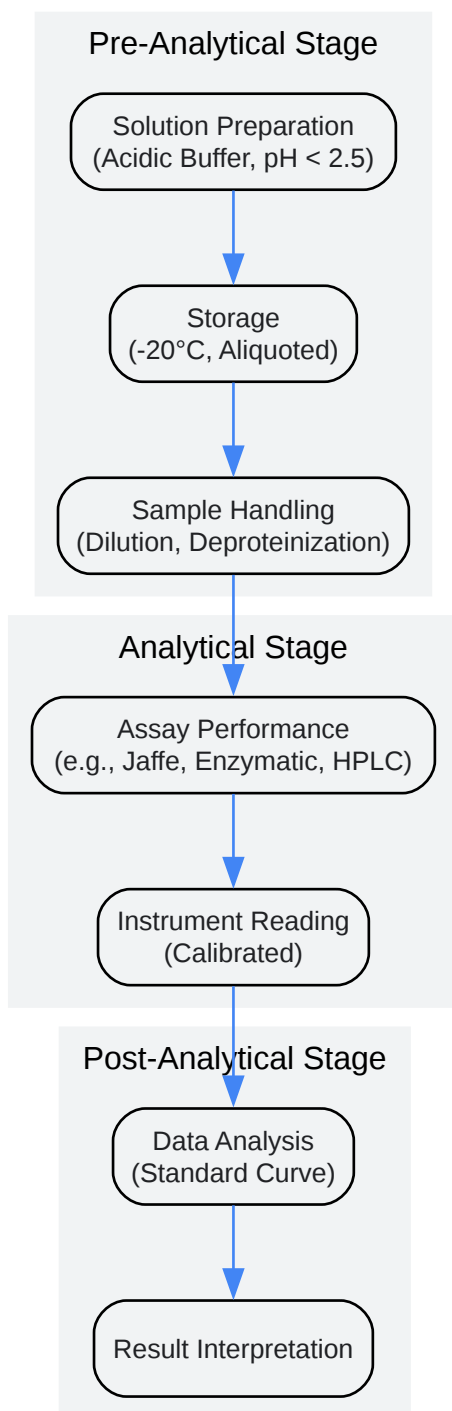 Pre-Analytical Stage
Solution Preparation
(Acidic Buffer, pH < 2.5)
Storage
(-20°C, Aliquoted)
Sample Handling
(Dilution, Deproteinization)
Analytical Stage
Assay Performance
(e.g., Jaffe, Enzymatic, HPLC)
Instrument Reading
(Calibrated)
Post-Analytical Stage
Data Analysis
(Standard Curve)
Result Interpretation